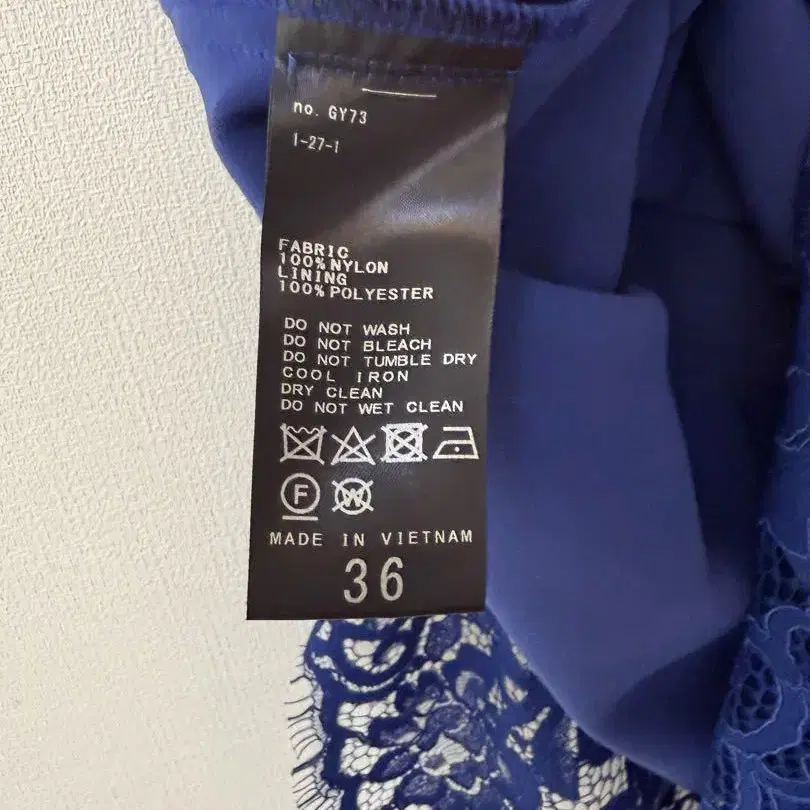 no. GY73
1-27-1
FABRIC
100% NYLON
LINING
100% POLYESTER
DO NOT WASH
DO NOT BLEACH
DO NOT TUMBLE DRY
COOL IRON
DRY CLEAN
DO NOT WET CLEAN
F W
MADE IN VIETNAM
36